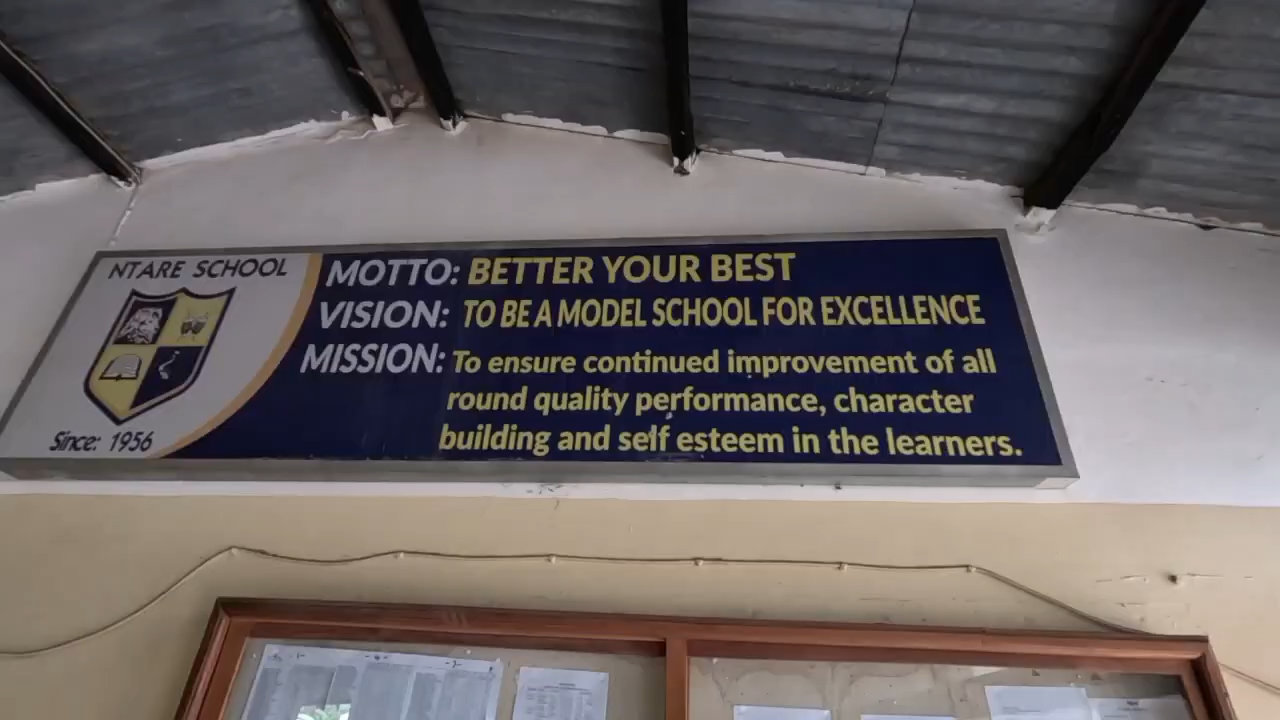 NTARE SCHOOL
Since: 1956
MOTTO: BETTER YOUR BEST
VISION: TO BE A MODEL SCHOOL FOR EXCELLENCE
MISSION: To ensure continued improvement of all
round quality performance, character
building and self esteem in the learners.